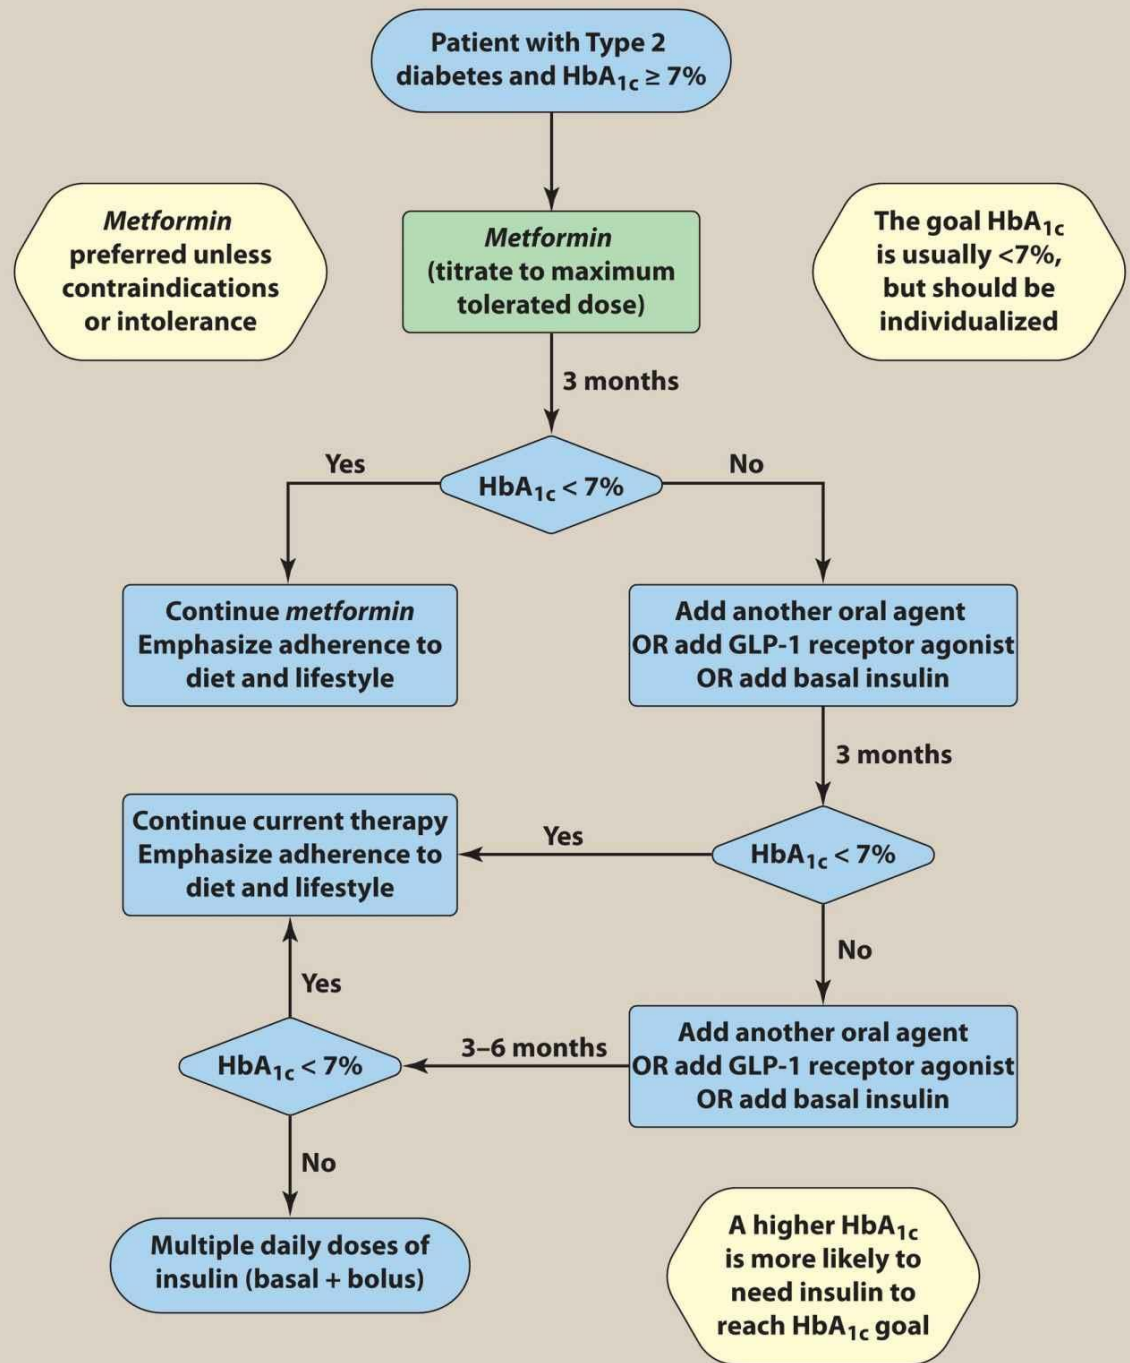 Patient with Type 2
diabetes and HbA1c ≥ 7%
Metformin
preferred unless
contraindications
or intolerance
Metformin
(titrate to maximum
tolerated dose)
The goal HbA1c
is usually <7%,
but should be
individualized
3 months
Yes
HbA1c < 7%
No
Continue metformin
Emphasize adherence to
diet and lifestyle
Add another oral agent
OR add GLP-1 receptor agonist
OR add basal insulin
3 months
Continue current therapy
Emphasize adherence to
diet and lifestyle
Yes
HbA1c < 7%
No
Yes
HbA1c < 7%
3–6 months
Add another oral agent
OR add GLP-1 receptor agonist
OR add basal insulin
No
Multiple daily doses of
insulin (basal + bolus)
A higher HbA1c
is more likely to
need insulin to
reach HbA1c goal